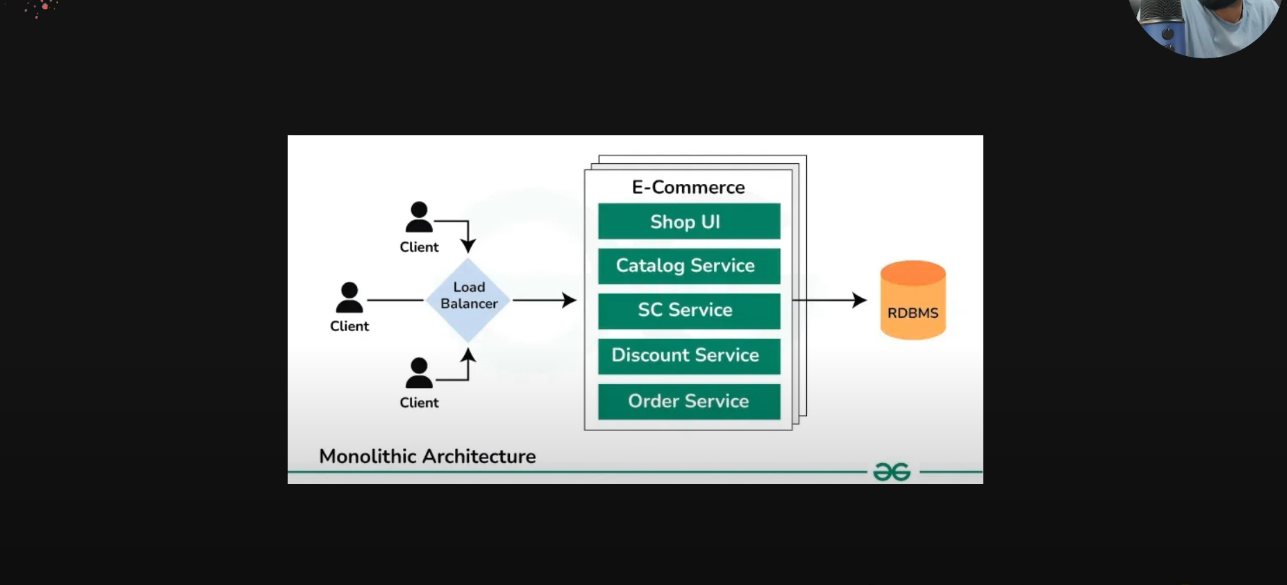 E-Commerce
Shop UI
Client
Catalog Service
Load
Balancer
SC Service
RDBMS
Client
Discount Service
Client
Order Service
Monolithic Architecture